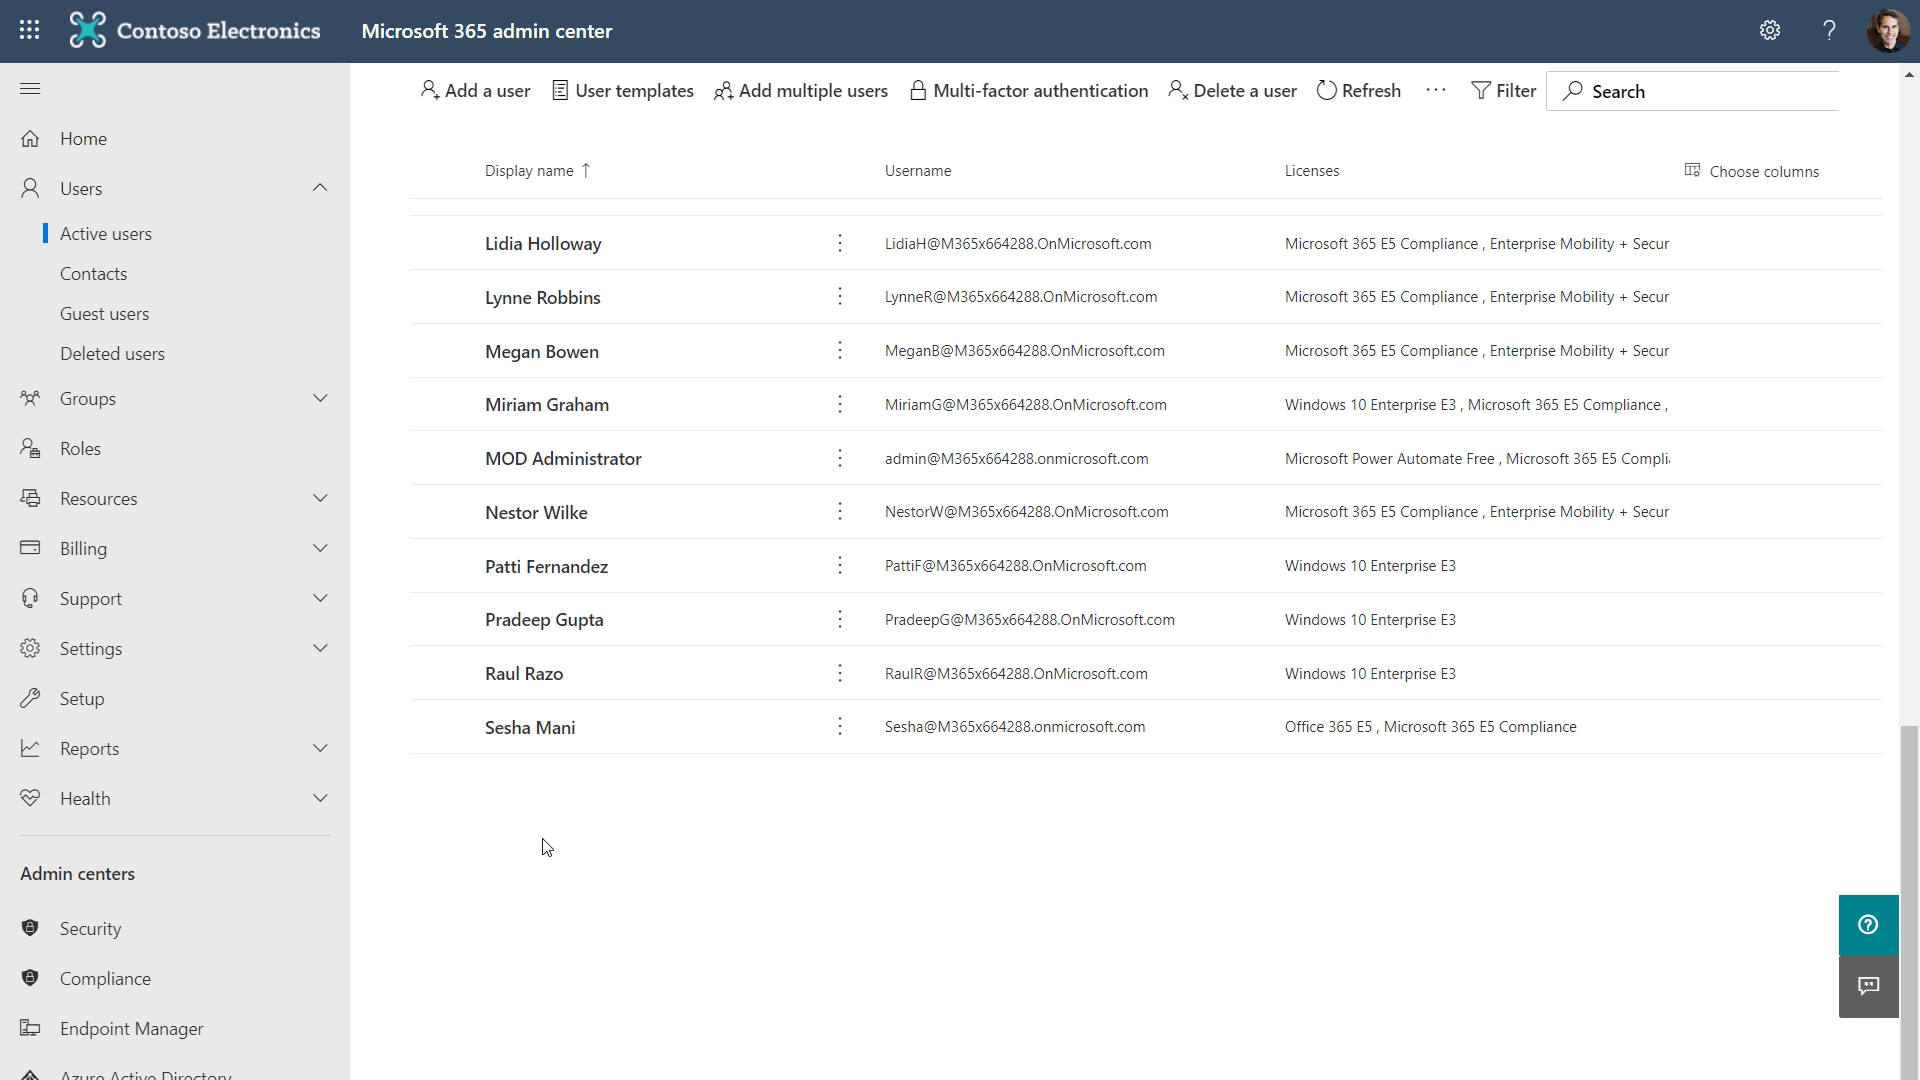 Contoso Electronics
Microsoft 365 admin center
?
Add a user
User templates
Add multiple users
Multi-factor authentication
Delete a user
Refresh
Filter
Search
Home
Users
Active users
Contacts
Guest users
Deleted users
Groups
Roles
Resources
Billing
Support
Settings
Setup
Reports
Health
Admin centers
Security
Compliance
Endpoint Manager
Azure Active Directory
Display name ↑ Username Licenses Choose columns
Lidia Holloway LidiaH@M365x664288.OnMicrosoft.com Microsoft 365 E5 Compliance , Enterprise Mobility + Secur
Lynne Robbins LynneR@M365x664288.OnMicrosoft.com Microsoft 365 E5 Compliance , Enterprise Mobility + Secur
Megan Bowen MeganB@M365x664288.OnMicrosoft.com Microsoft 365 E5 Compliance , Enterprise Mobility + Secur
Miriam Graham MiriamG@M365x664288.OnMicrosoft.com Windows 10 Enterprise E3 , Microsoft 365 E5 Compliance ,
MOD Administrator admin@M365x664288.onmicrosoft.com Microsoft Power Automate Free , Microsoft 365 E5 Compli
Nestor Wilke NestorW@M365x664288.OnMicrosoft.com Microsoft 365 E5 Compliance , Enterprise Mobility + Secur
Patti Fernandez PattiF@M365x664288.OnMicrosoft.com Windows 10 Enterprise E3
Pradeep Gupta PradeepG@M365x664288.OnMicrosoft.com Windows 10 Enterprise E3
Raul Razo RaulR@M365x664288.OnMicrosoft.com Windows 10 Enterprise E3
Sesha Mani Sesha@M365x664288.onmicrosoft.com Office 365 E5 , Microsoft 365 E5 Compliance